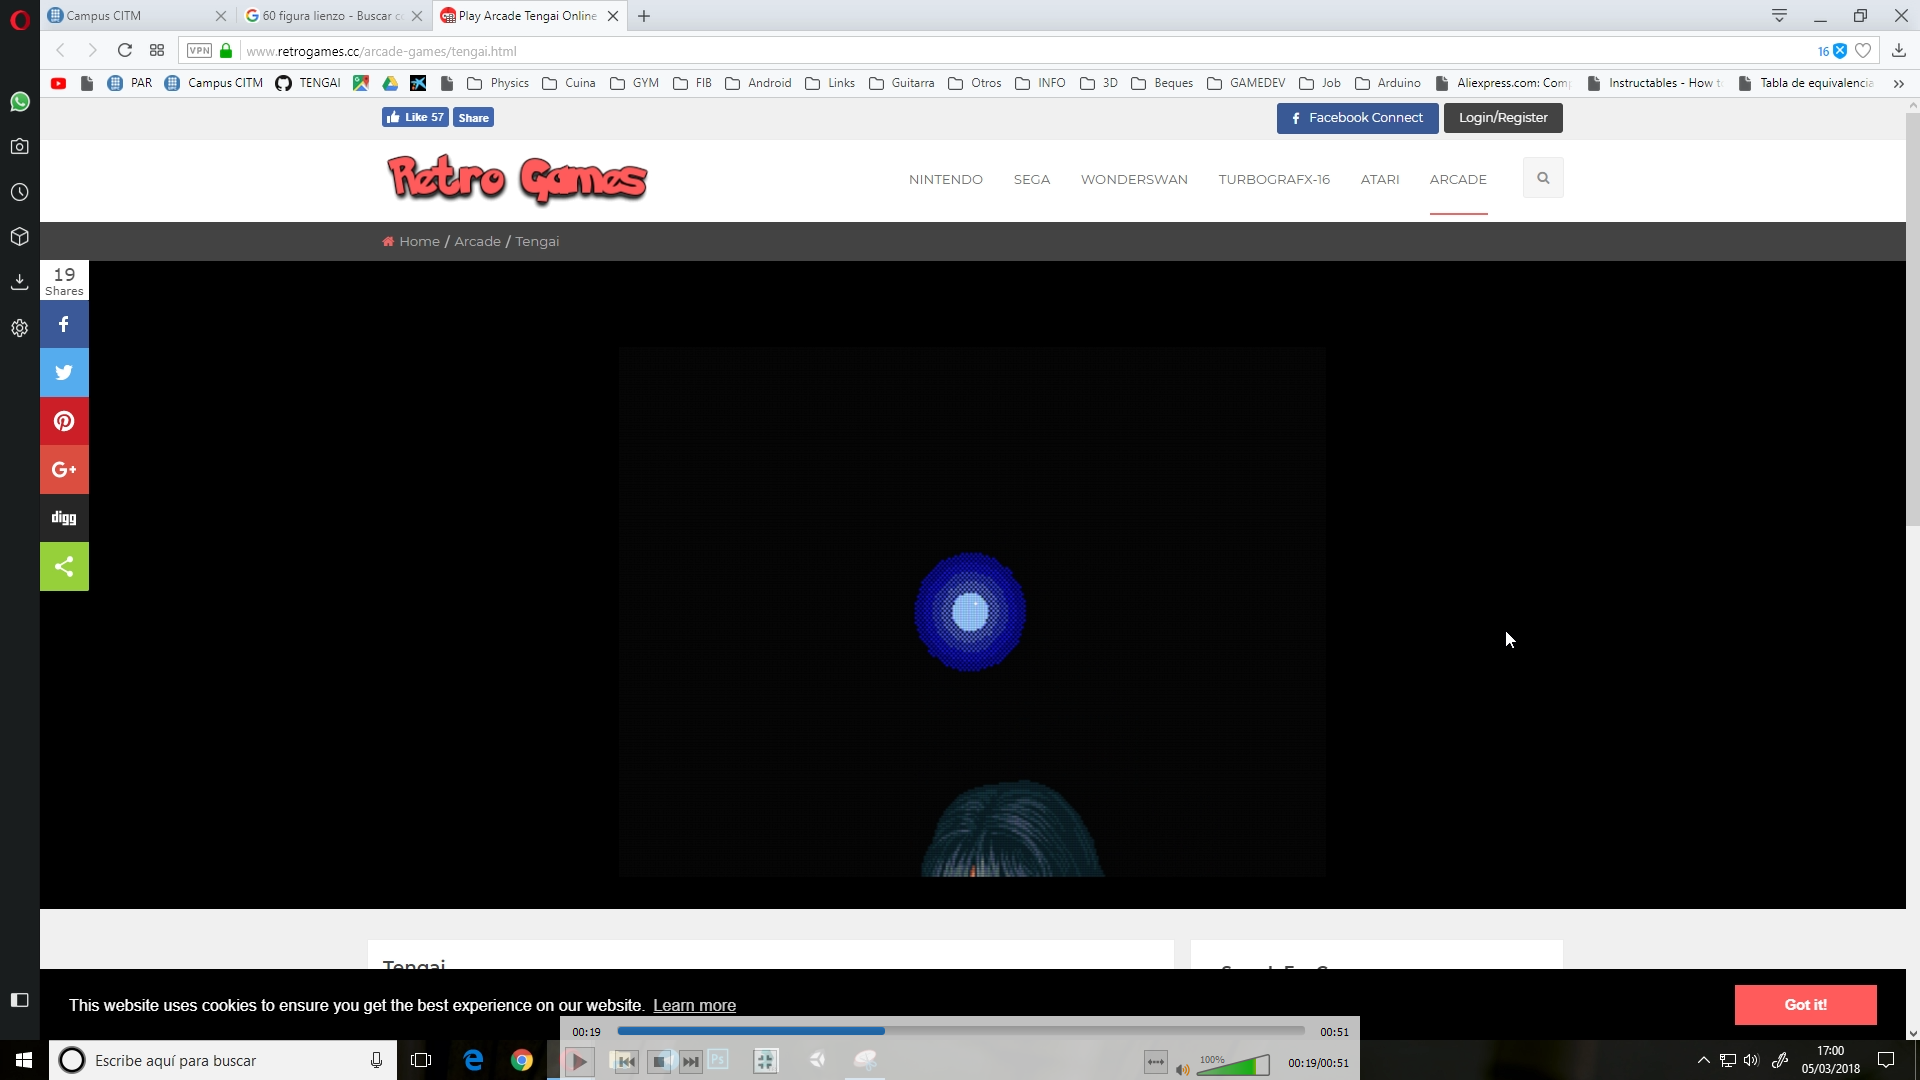 Campus CITM
60 figura lienzo - Buscar c
Play Arcade Tengai Online
VPN
www.retrogames.cc/arcade-games/tengai.html
16
PAR
Campus CITM
TENGAI
Physics
Cuina
GYM
FIB
Android
Links
Guitarra
Otros
INFO
3D
Beques
GAMEDEV
Job
Arduino
Aliexpress.com: Com
Instructables - How t
Tabla de equivalencia
Like 57
Share
Facebook Connect
Login/Register
Retro Games
NINTENDO
SEGA
WONDERSWAN
TURBOGRAFX-16
ATARI
ARCADE
Home / Arcade / Tengai
19
Shares
G+
digg
Tengai
This website uses cookies to ensure you get the best experience on our website. Learn more
Got it!
00:19
00:51
Escribe aquí para buscar
Ps
100%
00:19/00:51
17:00
05/03/2018